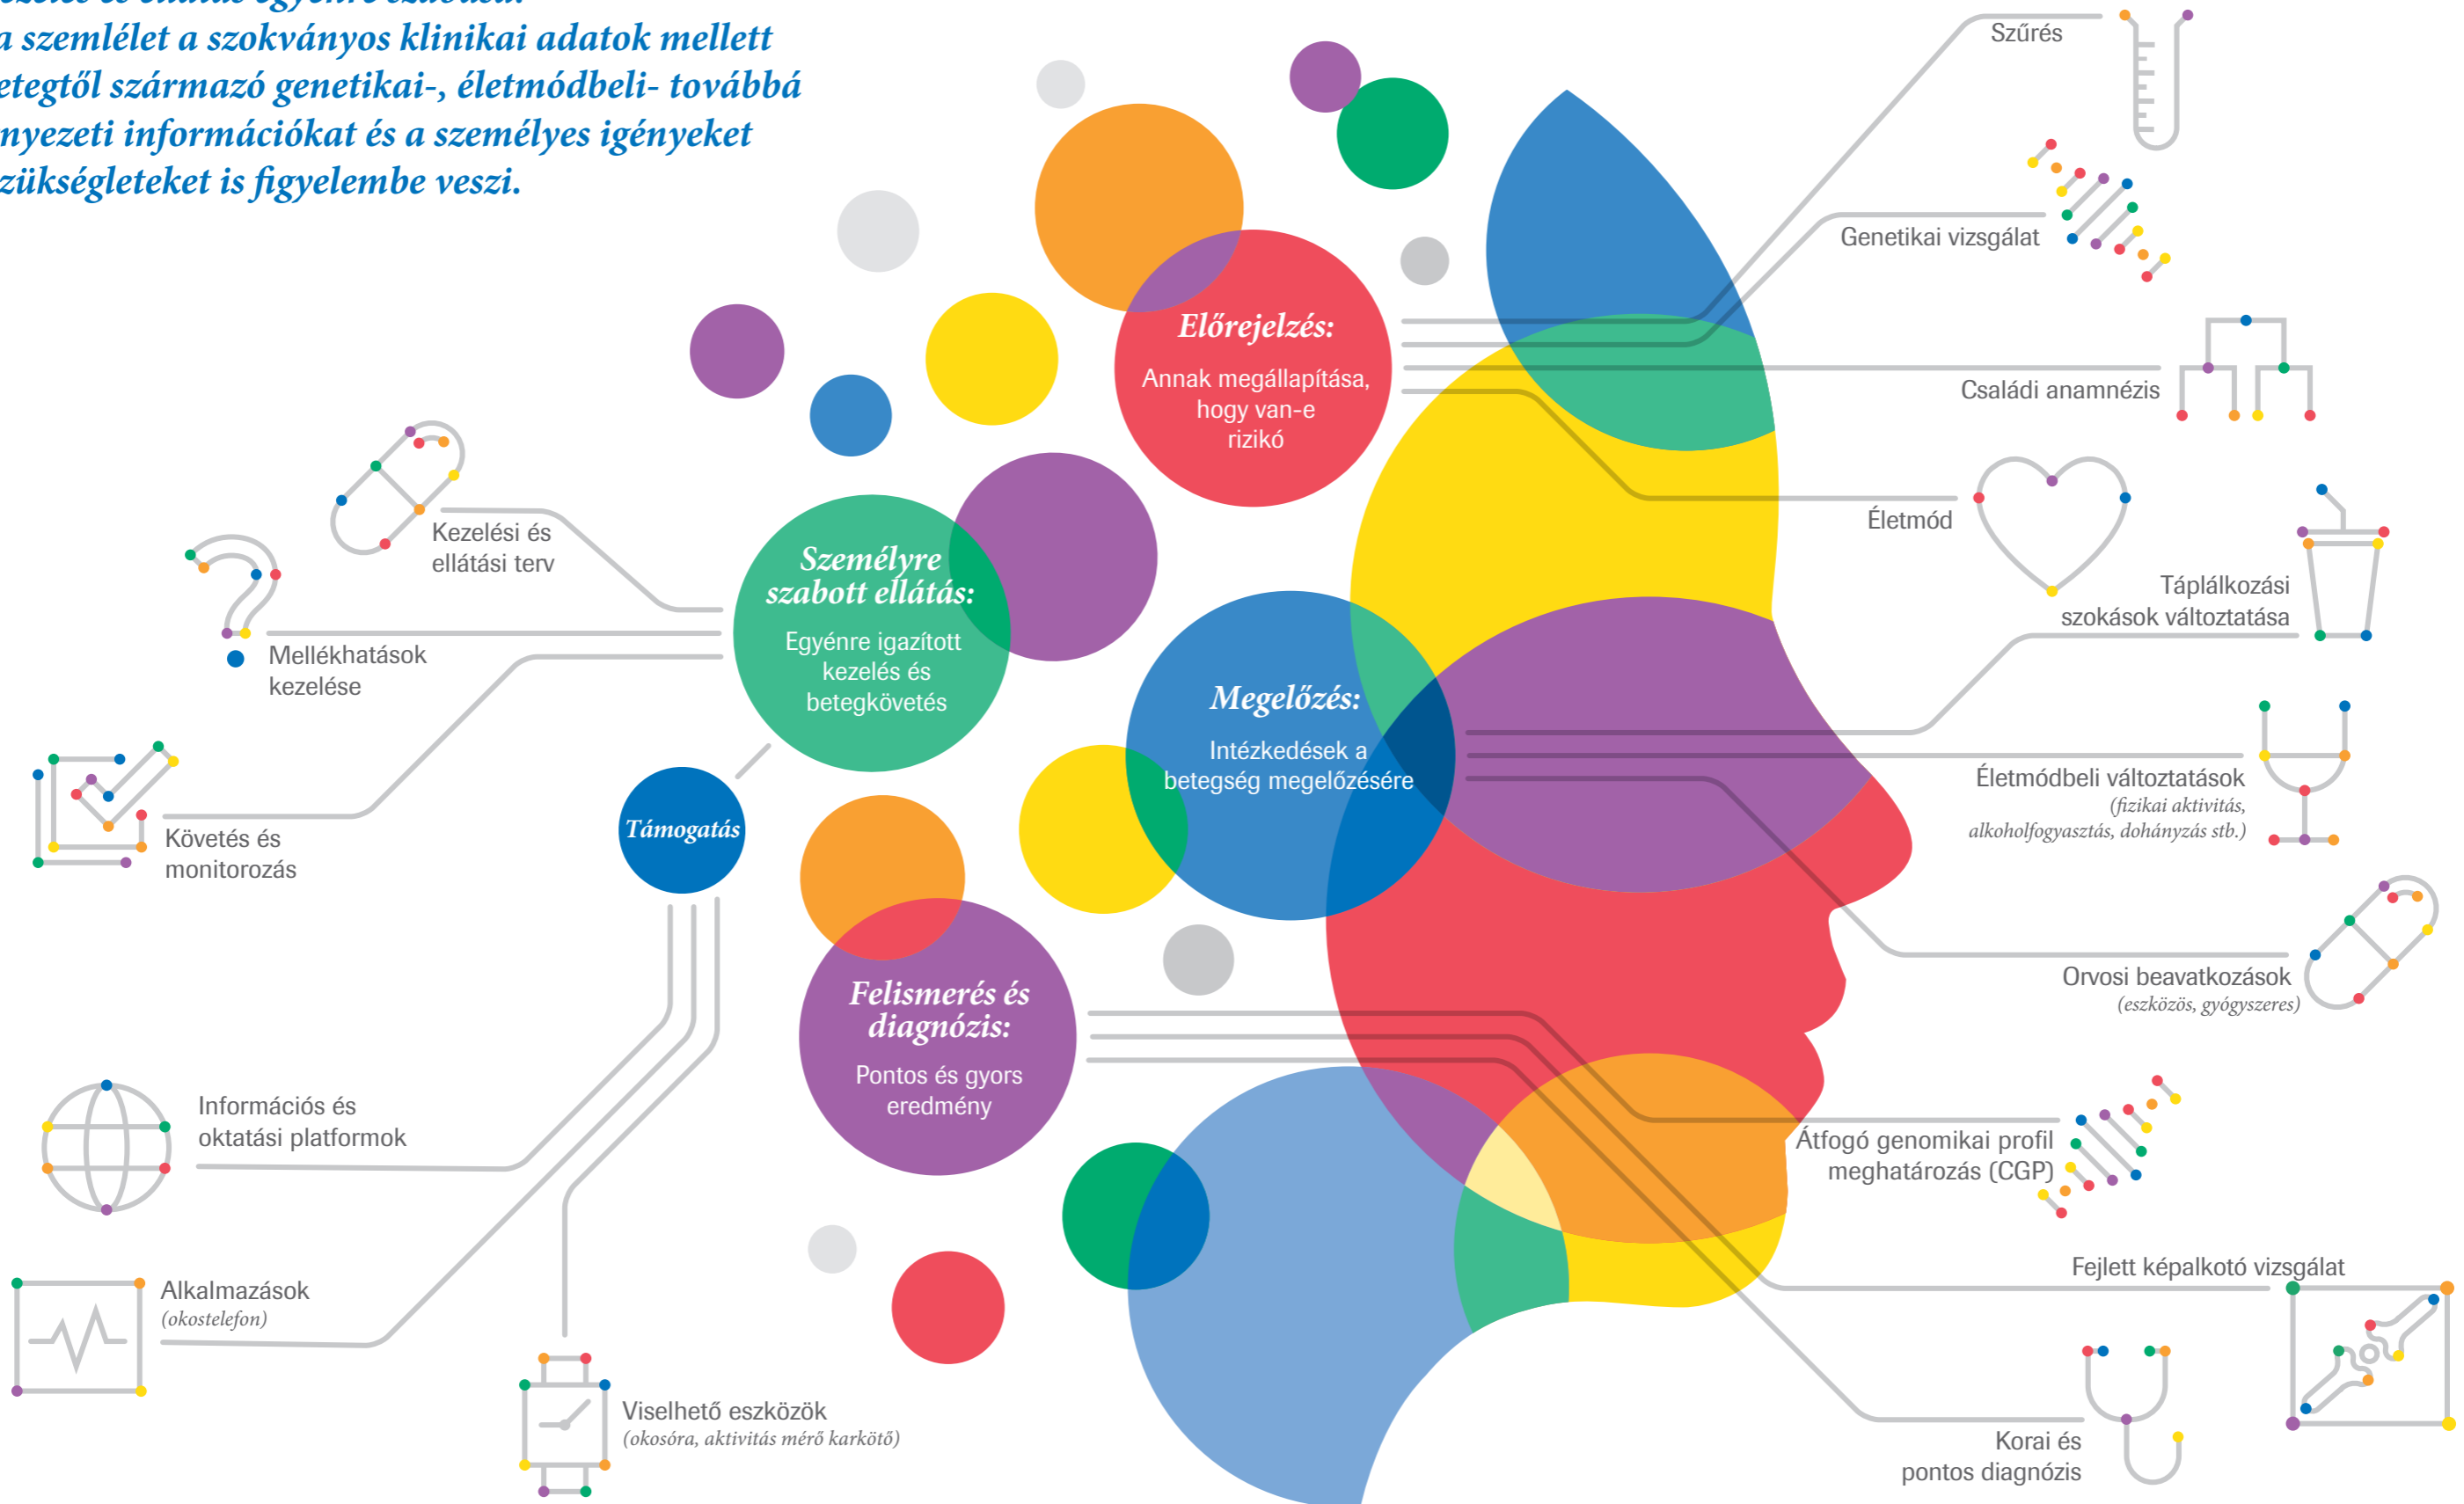 a szemlélet a szokványos klinikai adatok mellett
származó genetikai-, életmódbeli- továbbá
információkat és a személyes igényeket
is figyelembe veszi.
Szűrés
Genetikai vizsgálat
Családi anamnézis
Életmód
Előrejelzés:
Annak megállapítása,
hogy van-e
rizikó
Kezelési és
ellátási terv
Mellékhatások
kezelése
Követés és
monitorozás
Személyre
szabott ellátás:
Egyénre igazított
kezelés és
betegkövetés
Táplálkozási
szokások változtatása
Megelőzés:
Intézkedések a
betegség megelőzésére
Életmódbeli változtatások
(fizikai aktivitás,
alkoholfogyasztás, dohányzás stb.)
Orvosi beavatkozások
(eszközös, gyógyszeres)
Támogatás
Felismerés és
diagnózis:
Pontos és gyors
eredmény
Információs és
oktatási platformok
Alkalmazások
(okostelefon)
Viselhető eszközök
(okosóra, aktivitás mérő karkötő)
Átfogó genomikai profil
meghatározás (CGP)
Fejlett képalkotó vizsgálat
Korai és
pontos diagnózis